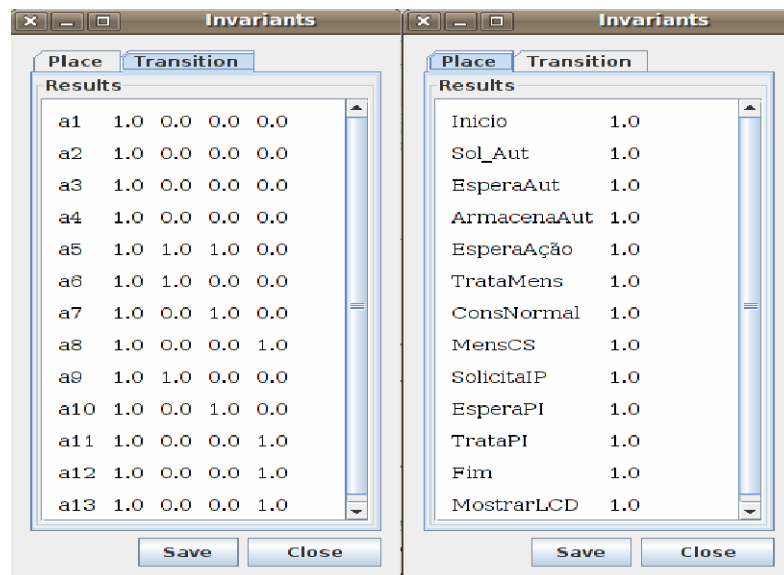 Invariants
Place Transition
Results
a1 1.0 0.0 0.0 0.0
a2 1.0 0.0 0.0 0.0
a3 1.0 0.0 0.0 0.0
a4 1.0 0.0 0.0 0.0
a5 1.0 1.0 1.0 0.0
a6 1.0 1.0 0.0 0.0
a7 1.0 0.0 1.0 0.0
a8 1.0 0.0 0.0 1.0
a9 1.0 1.0 0.0 0.0
a10 1.0 0.0 1.0 0.0
a11 1.0 0.0 0.0 1.0
a12 1.0 0.0 0.0 1.0
a13 1.0 0.0 0.0 1.0
Save Close
Invariants
Place Transition
Results
Inicio 1.0
Sol_Aut 1.0
EsperaAut 1.0
ArmacenaAut 1.0
EsperaAção 1.0
TrataMens 1.0
ConsNormal 1.0
MensCS 1.0
SolicitaIP 1.0
EsperaPI 1.0
TrataPI 1.0
Fim 1.0
MostrarLCD 1.0
Save Close